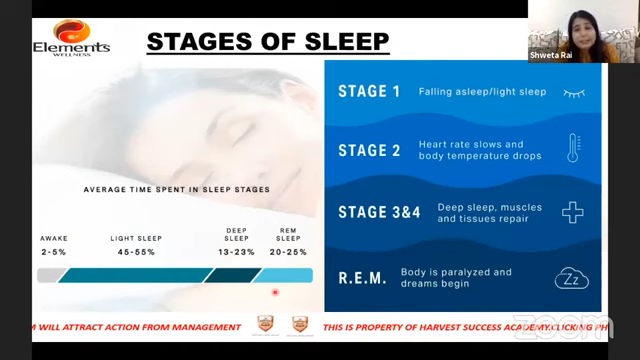 Elements
WELLNESS
STAGES OF SLEEP
Shweta Rai
AVERAGE TIME SPENT IN SLEEP STAGES
AWAKE
2-5%
LIGHT SLEEP
45-55%
DEEP
SLEEP
13-23%
REM
SLEEP
20-25%
STAGE 1
Falling asleep/light sleep
STAGE 2
Heart rate slows and
body temperature drops
STAGE 3&4
Deep sleep, muscles
and tissues repair
R.E.M.
Body is paralyzed and
dreams begin
Zz
M WILL ATTRACT ACTION FROM MANAGEMENT
THIS IS PROPERTY OF HARVEST SUCCESS ACADEMY.CLICKING PH
zoom